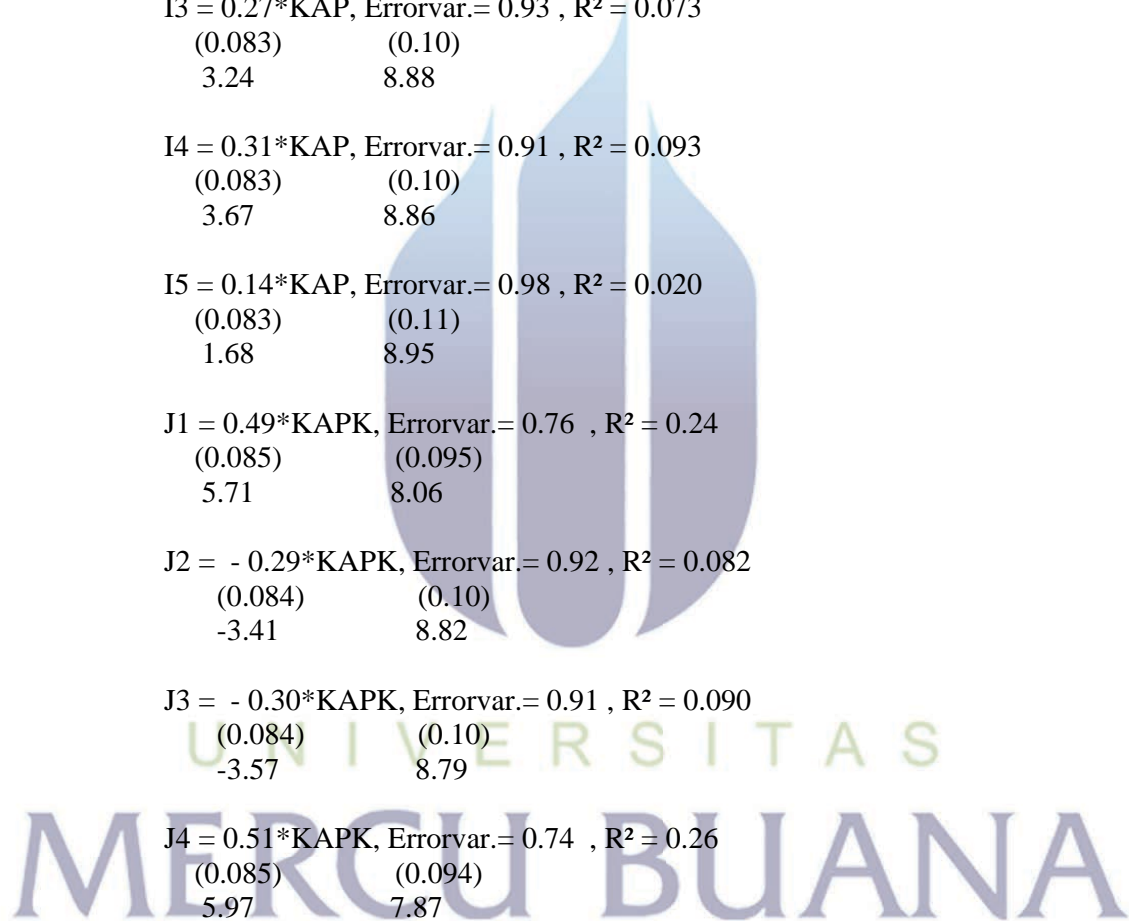 I3 = 0.27*KAP, Errorvar.= 0.93 , R² = 0.073
(0.083) (0.10)
3.24 8.88
I4 = 0.31*KAP, Errorvar.= 0.91 , R² = 0.093
(0.083) (0.10)
3.67 8.86
I5 = 0.14*KAP, Errorvar.= 0.98 , R² = 0.020
(0.083) (0.11)
1.68 8.95
J1 = 0.49*KAPK, Errorvar.= 0.76 , R² = 0.24
(0.085) (0.095)
5.71 8.06
J2 = - 0.29*KAPK, Errorvar.= 0.92 , R² = 0.082
(0.084) (0.10)
-3.41 8.82
J3 = - 0.30*KAPK, Errorvar.= 0.91 , R² = 0.090
(0.084) (0.10)
-3.57 8.79
UNIVERSITAS
J4 = 0.51*KAPK, Errorvar.= 0.74 , R² = 0.26
(0.085) (0.094)
5.97 7.87
MERCU BUANA